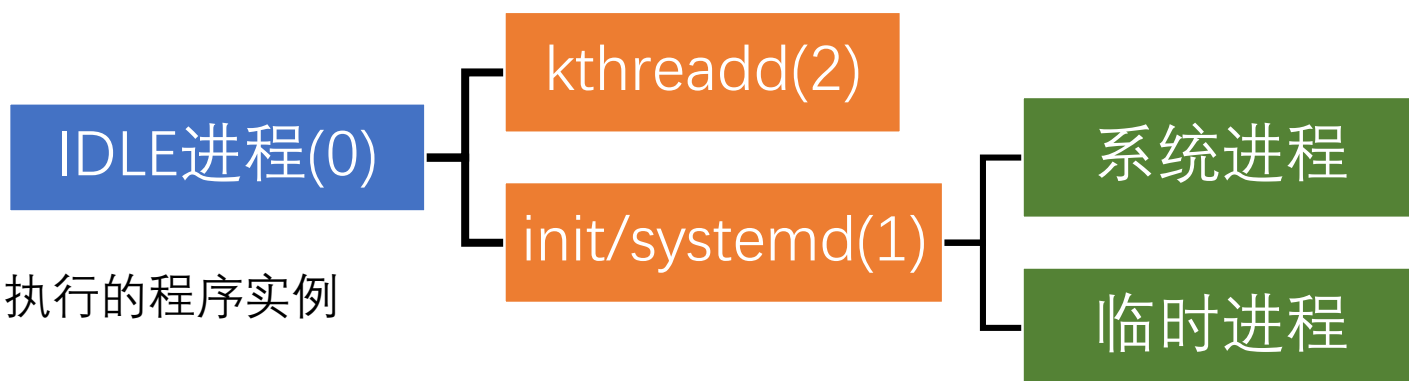 kthreadd(2)
IDLE进程(0)
系统进程
init/systemd(1)
执行的程序实例
临时进程